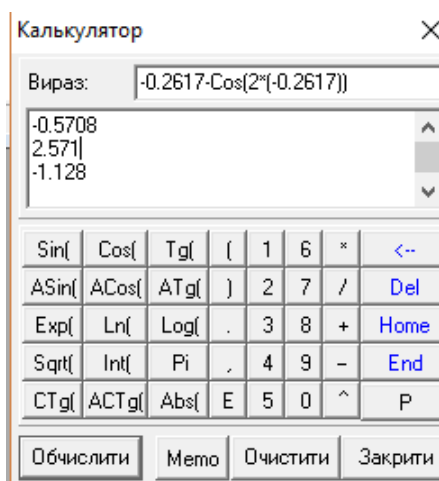 Калькулятор
Вираз: -0.2617-Cos(2*(-0.2617))
-0.5708
2.571
-1.128
Sin( Cos( Tg( ( 1 6 * <--
ASin( ACos( ATg( ) 2 7 / Del
Exp( Ln( Log( . 3 8 + Home
Sqrt( Int( Pi , 4 9 - End
CTg( ACTg( Abs( E 5 0 ^ P
Обчислити Memo Очистити Закрити